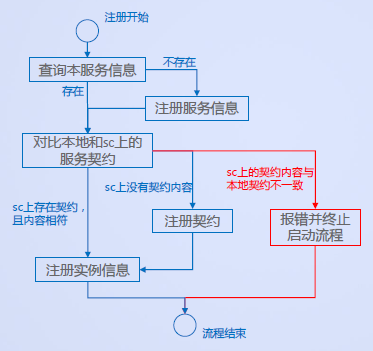 注册开始
查询本服务信息
不存在
存在
注册服务信息
对比本地和sc上的
服务契约
sc上的契约内容与
本地契约不一致
sc上没有契约内容
sc上存在契约，
且内容相符
注册契约
报错并终止
启动流程
注册实例信息
流程结束